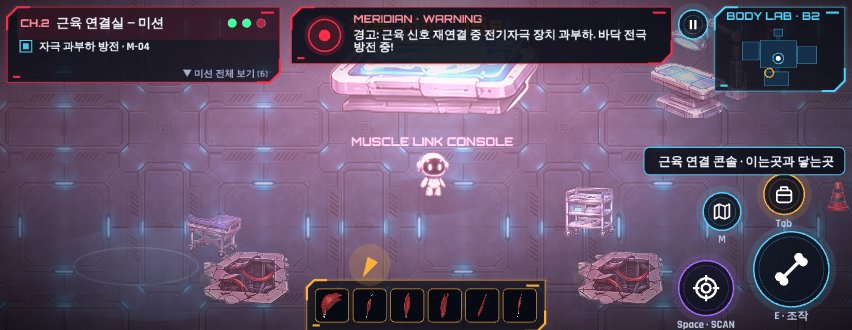 CH.2 근육 연결실 – 미션
자극 과부하 방전 · M-04
▼ 미션 전체 보기 [6]
MERIDIAN · WARNING
경고: 근육 신호 재연결 중 전기자극 장치 과부하. 바닥 전극
방전 중!
BODY LAB · B2
MUSCLE LINK CONSOLE
근육 연결 콘솔 · 이는곳과 닿는곳
M
Tab
Space · SCAN
E · 조작